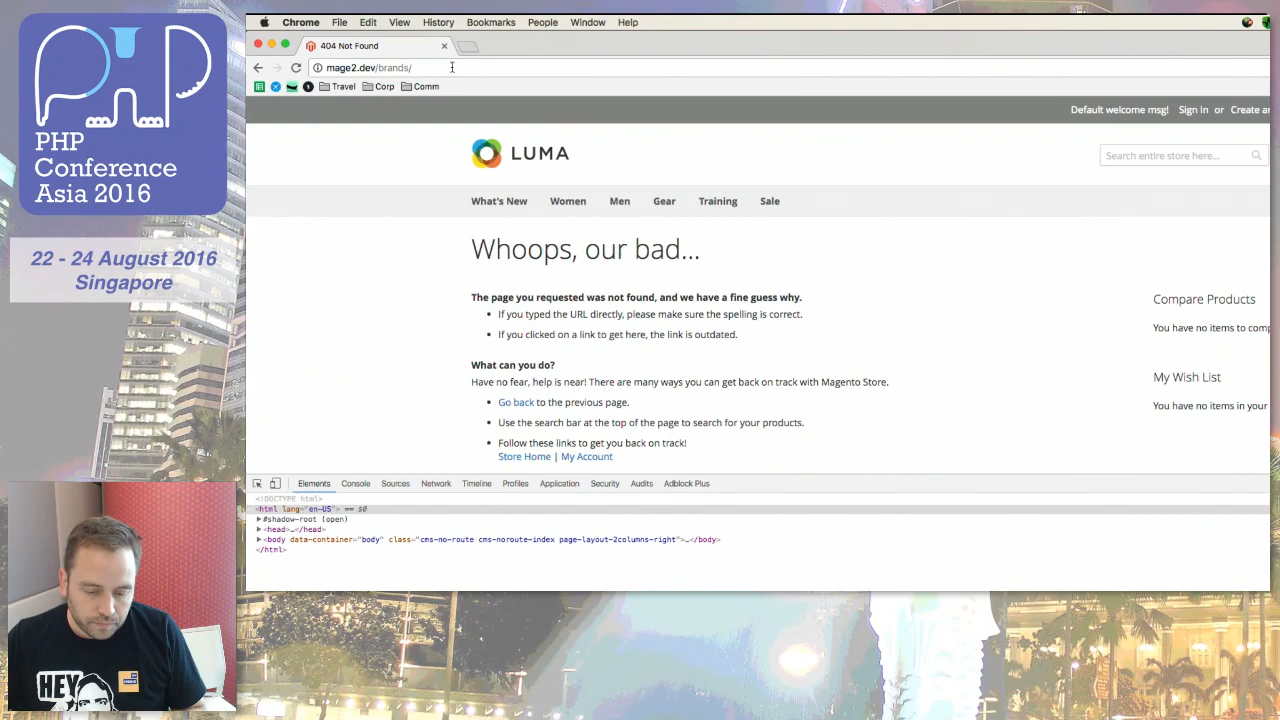 PHP
Conference
Asia 2016
22 - 24 August 2016
Singapore
Chrome File Edit View History Bookmarks People Window Help
404 Not Found
mage2.dev/brands/
Travel Corp Comm
Default welcome msg! Sign In or Create an
LUMA
Search entire store here...
What's New Women Men Gear Training Sale
Whoops, our bad...
The page you requested was not found, and we have a fine guess why.
If you typed the URL directly, please make sure the spelling is correct.
If you clicked on a link to get here, the link is outdated.
What can you do?
Have no fear, help is near! There are many ways you can get back on track with Magento Store.
Go back to the previous page.
Use the search bar at the top of the page to search for your products.
Follow these links to get you back on track!
Store Home | My Account
Compare Products
You have no items to comp
My Wish List
You have no items in your
Elements Console Sources Network Timeline Profiles Application Security Audits Adblock Plus
<!DOCTYPE html>
<html lang="en-US"> == $0
#shadow-root (open)
<head>…</head>
<body data-container="body" class="cms-no-route cms-noroute-index page-layout-2columns-right">…</body>
</html>
HEY